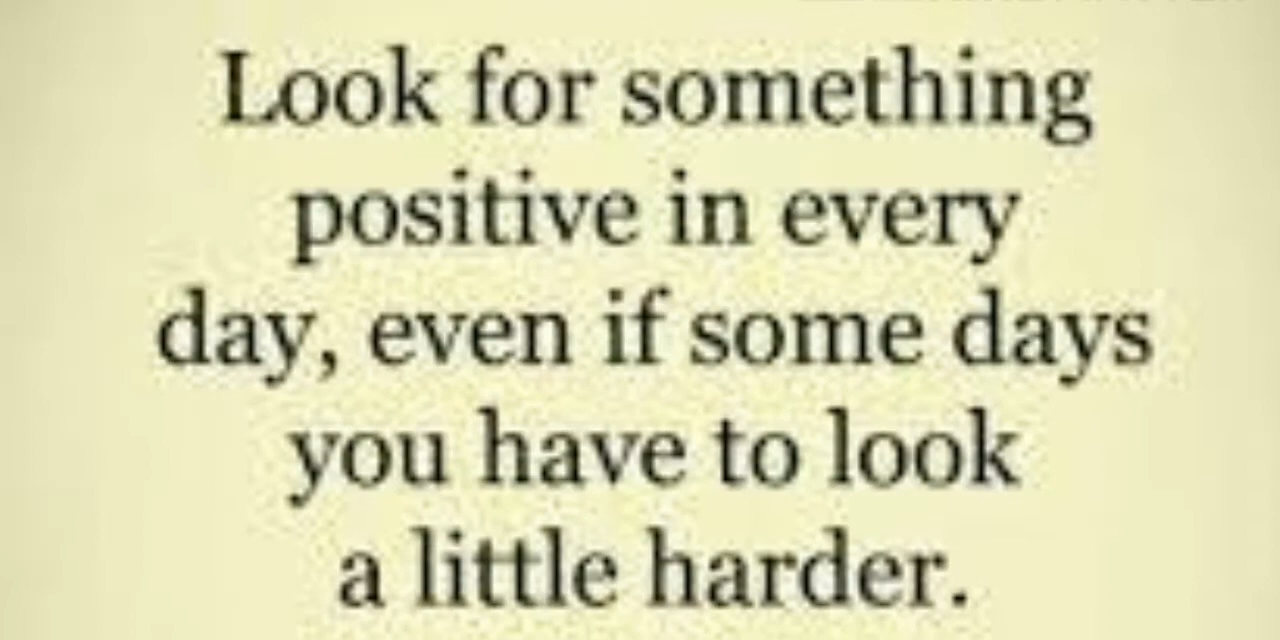 Look for something
positive in every
day, even if some days
you have to look
a little harder.